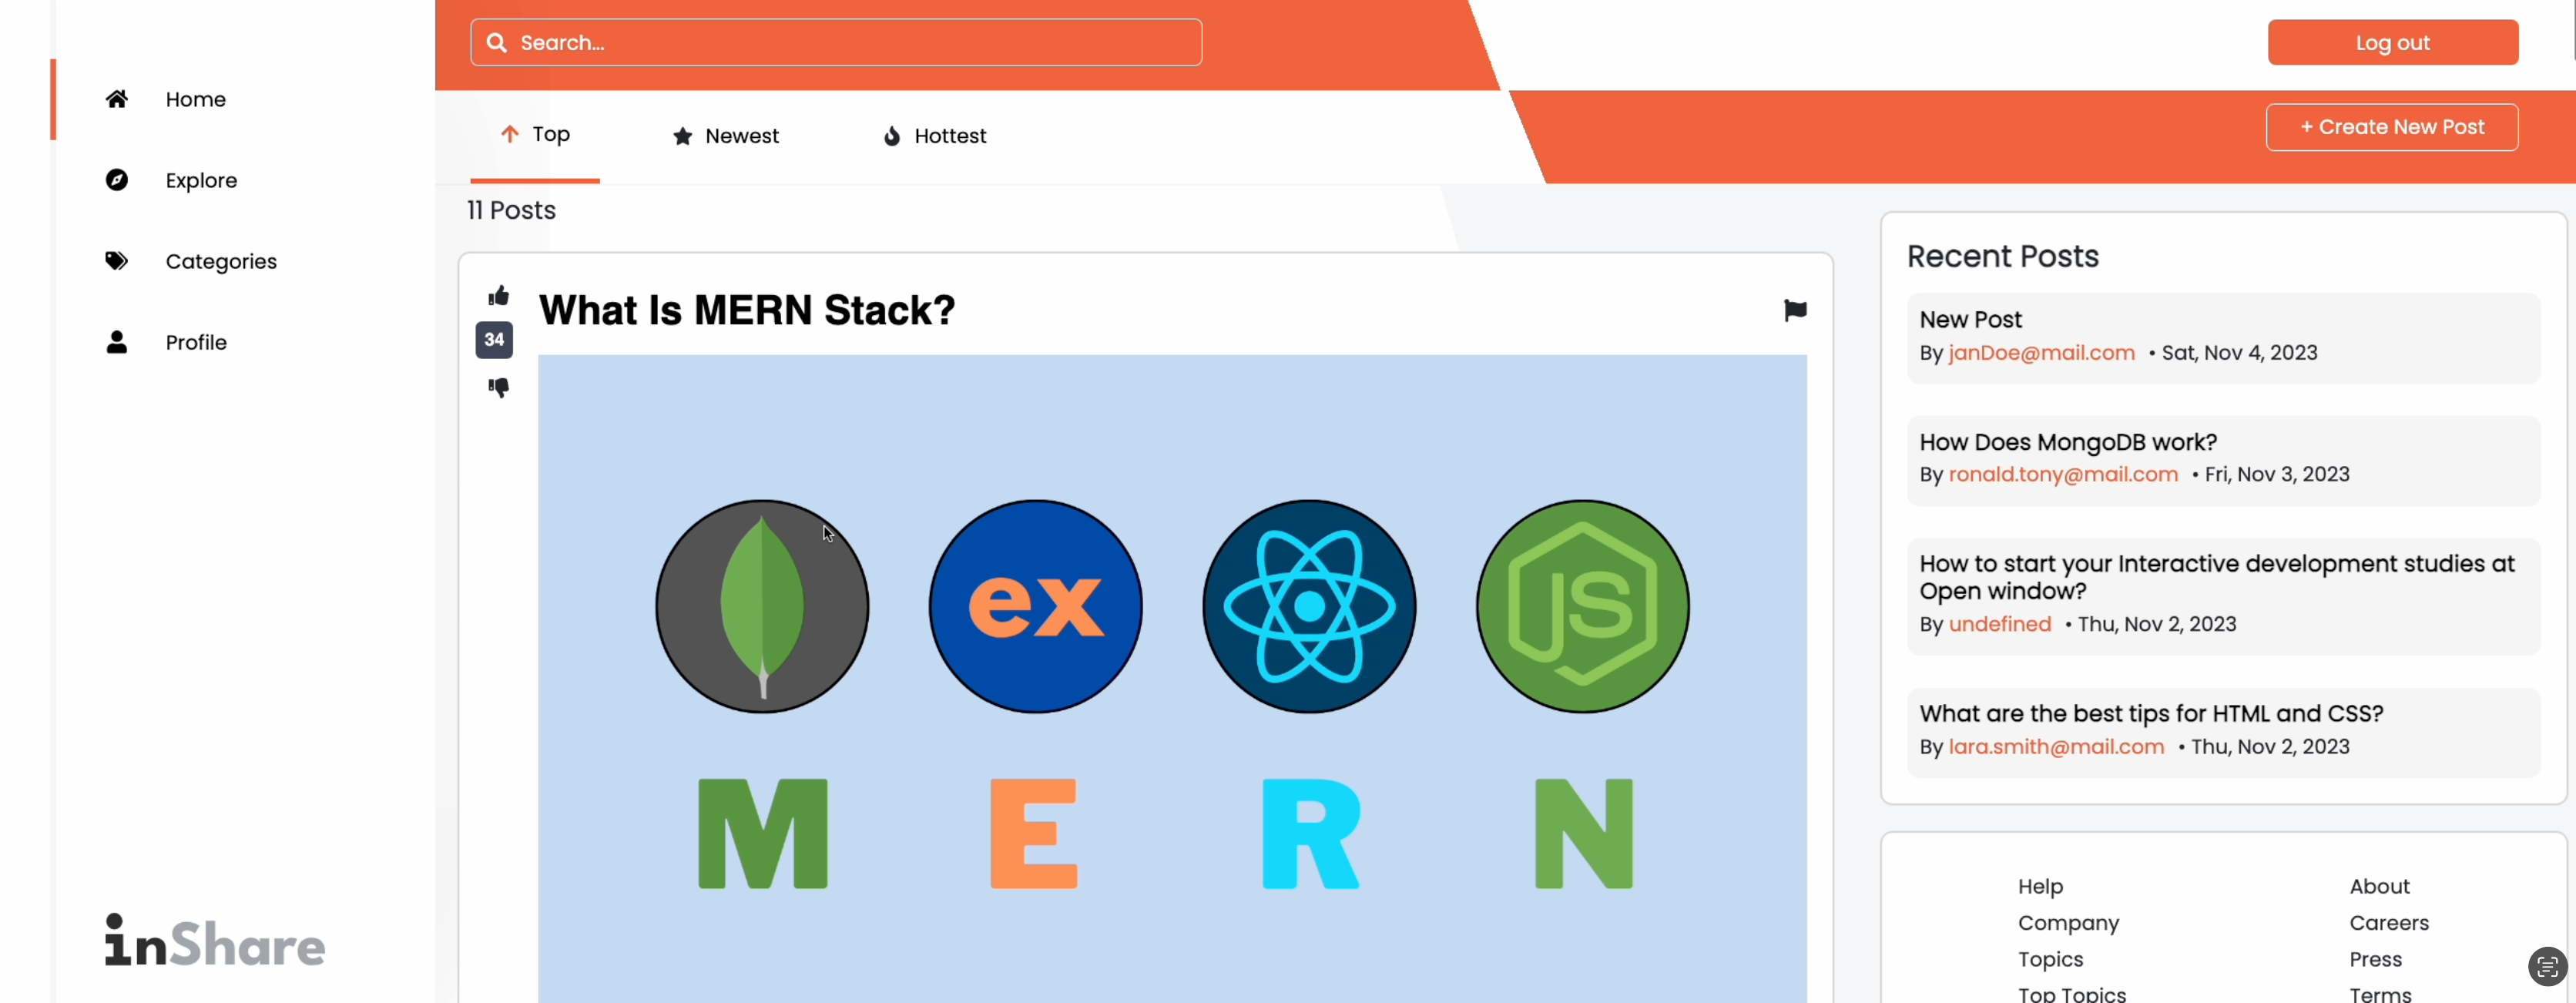 Search...
Log out
Home
Explore
Categories
Profile
Top
Newest
Hottest
+ Create New Post
11 Posts
34
What Is MERN Stack?
ex
JS
M E R N
Recent Posts
New Post
By janDoe@mail.com • Sat, Nov 4, 2023
How Does MongoDB work?
By ronald.tony@mail.com • Fri, Nov 3, 2023
How to start your Interactive development studies at
Open window?
By undefined • Thu, Nov 2, 2023
What are the best tips for HTML and CSS?
By lara.smith@mail.com • Thu, Nov 2, 2023
Help
About
Company
Careers
Topics
Press
Top Topics
Terms
inShare